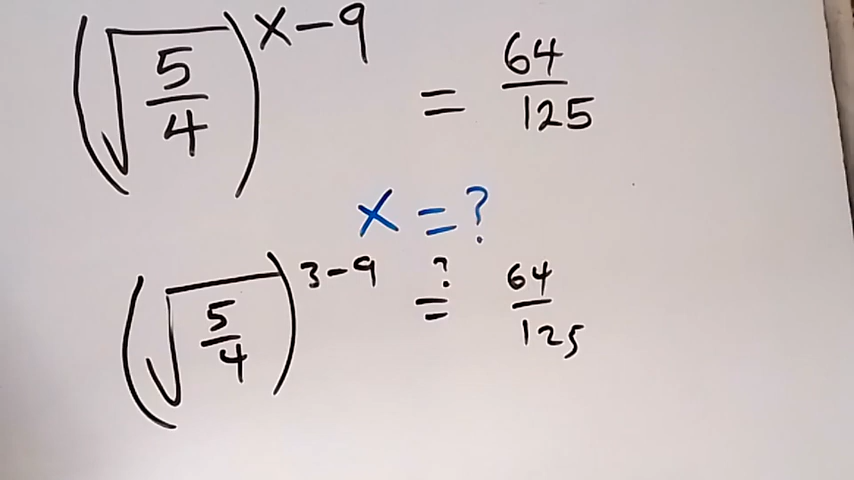 (√(5/4))^(x-9) = 64/125
x = ?
(√(5/4))^(3-9) ?= 64/125